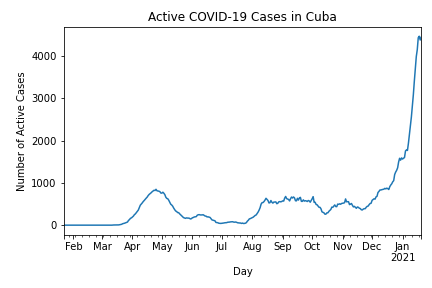 Active COVID-19 Cases in Cuba
Number of Active Cases
4000
3000
2000
1000
0
Feb Mar Apr May Jun Jul Aug Sep Oct Nov Dec Jan
2021
Day